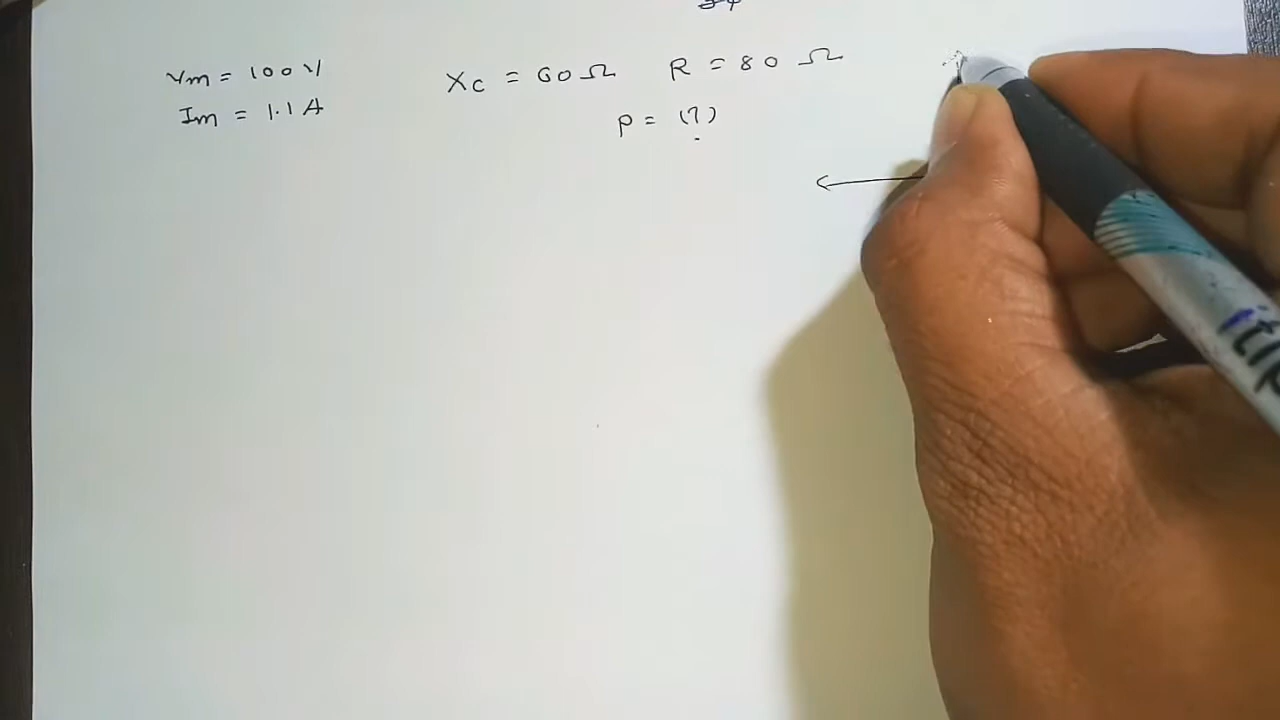 Vm = 100 V
Im = 1.1 A
Xc = 60 Ω R = 80 Ω
P = (?)